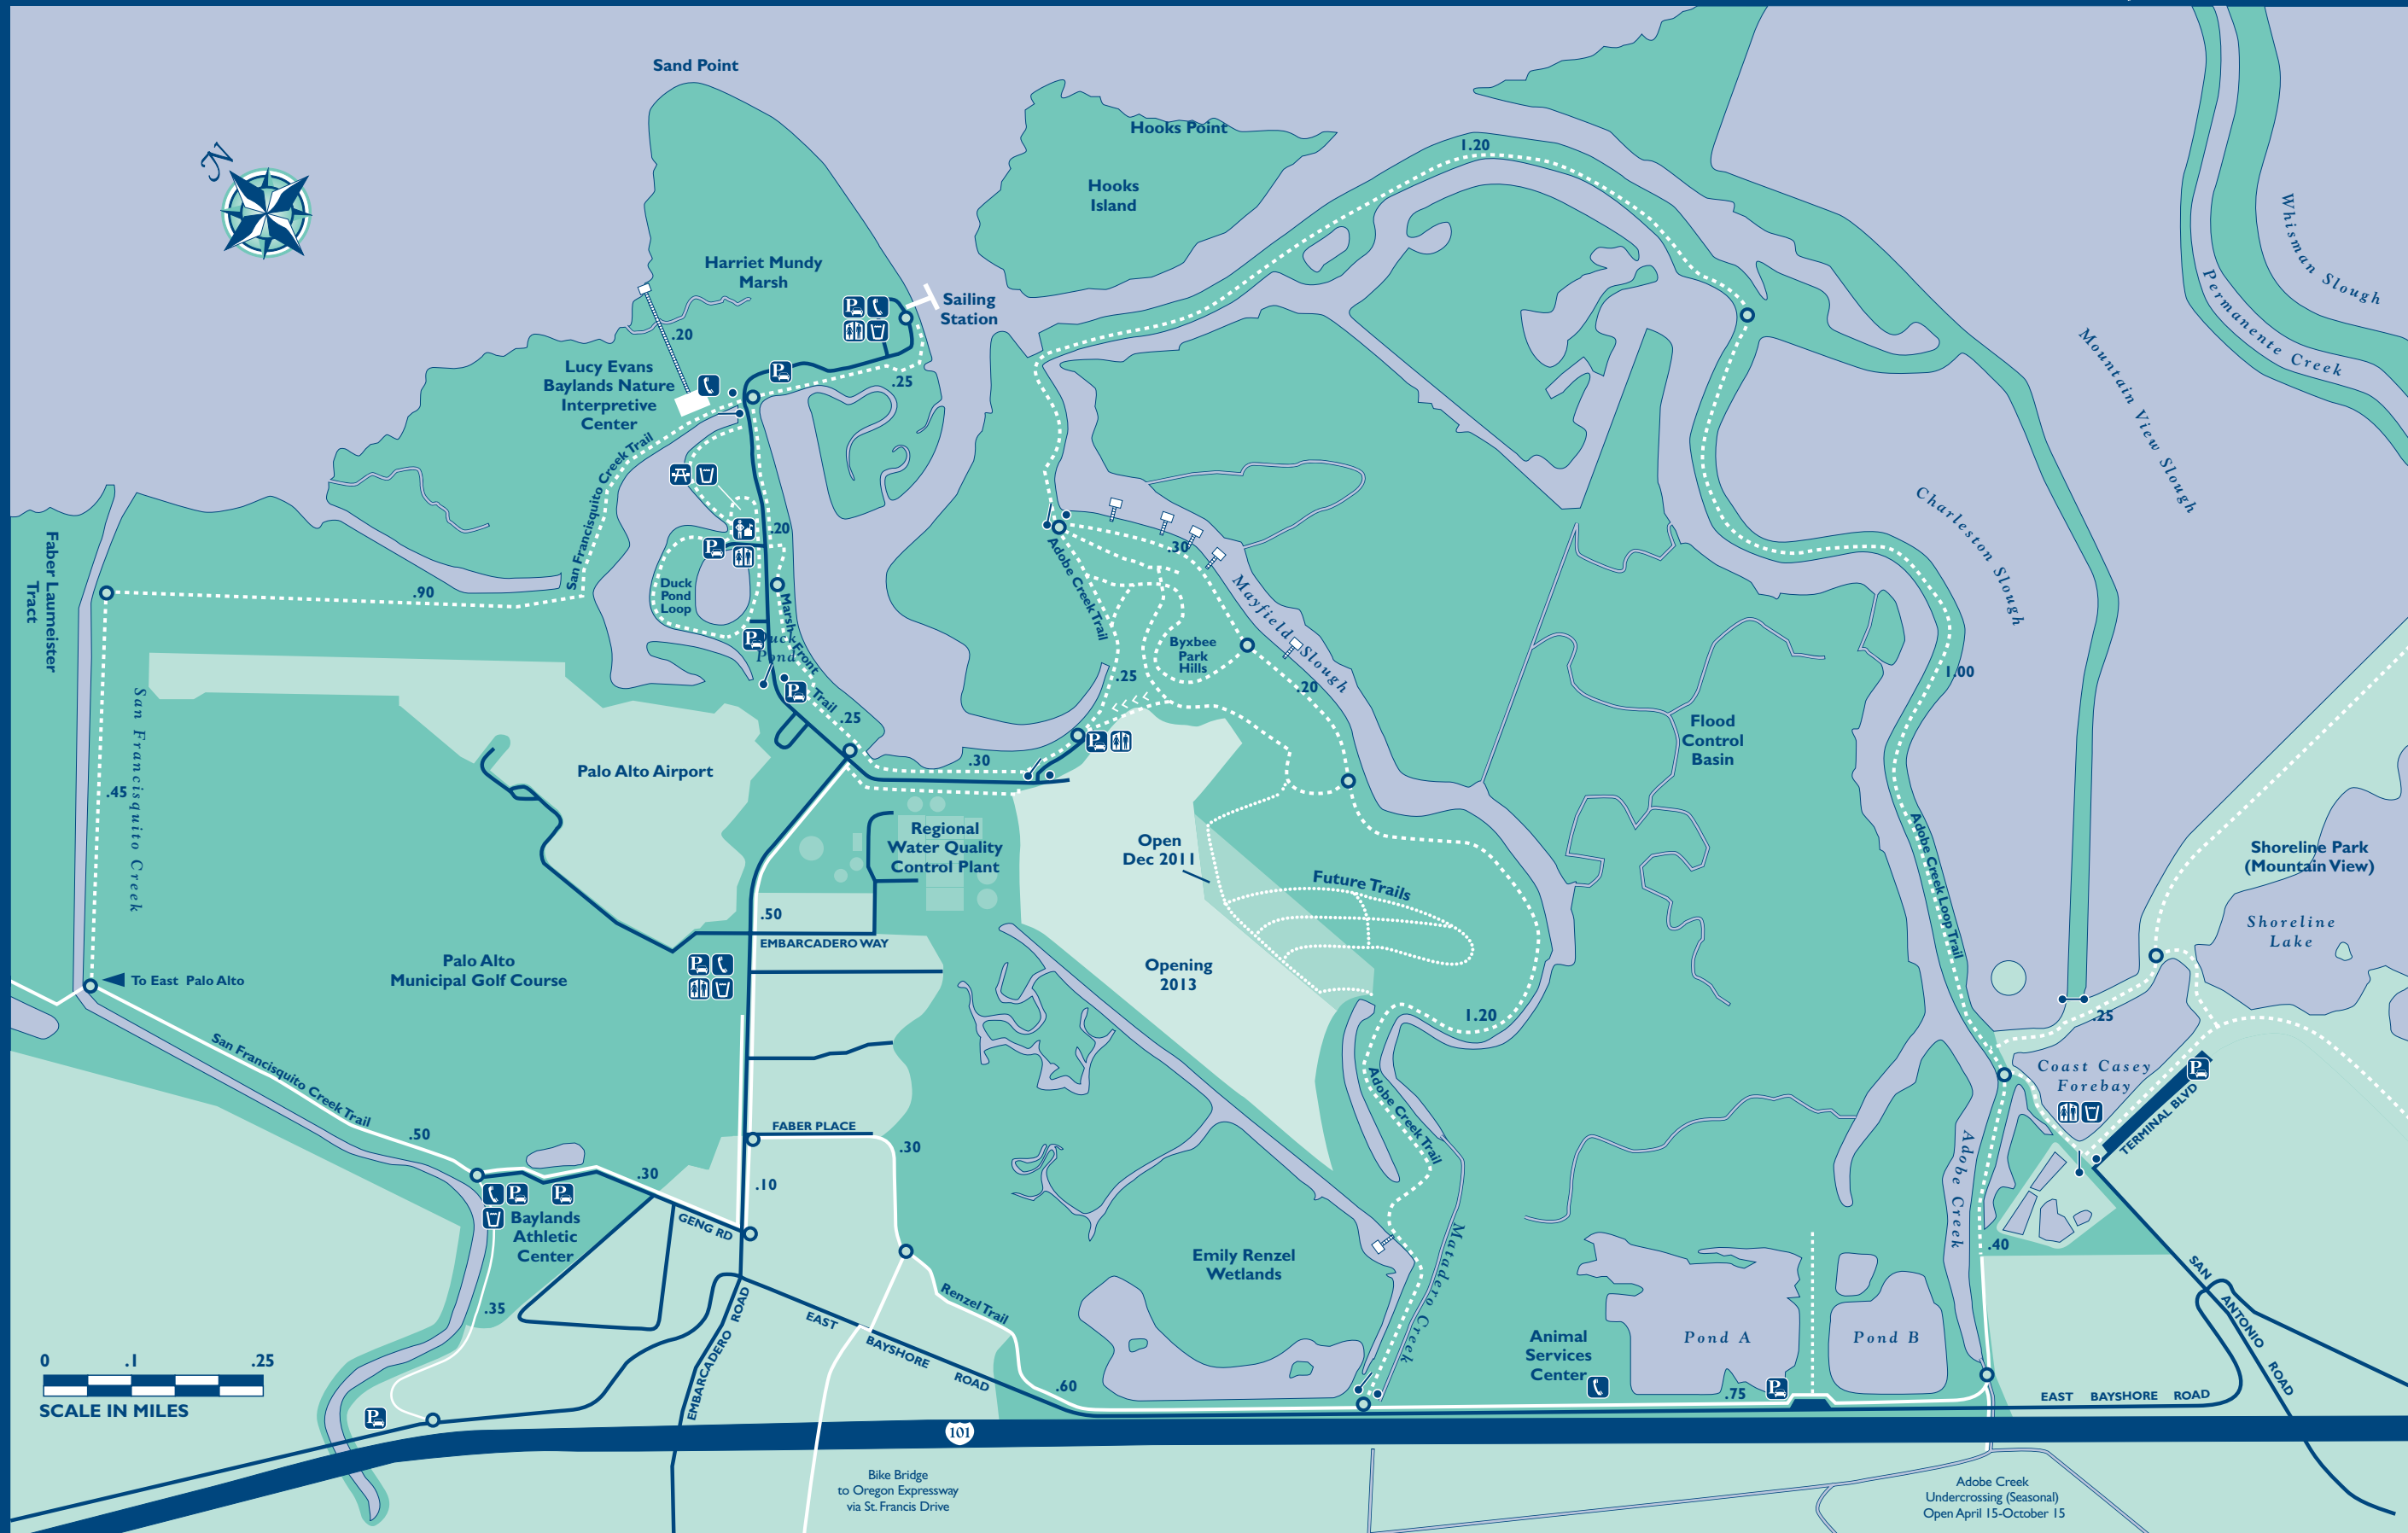 Sand Point
Hooks Point
Hooks
Island
1.20
N
Whisman Slough
Permanente Creek
Mountain View Slough
Charleston Slough
Harriet Mundy
Marsh
Sailing
Station
.20
Lucy Evans
Baylands Nature
Interpretive
Center
.25
San Francisquito Creek Trail
.20
Duck
Pond
Loop
Duck
Pond
Marsh Front Trail
.25
Faber Laumeister
Tract
.90
San Francisquito Creek
.45
Adobe Creek Trail
.30
Mayfield Slough
Byxbee
Park
Hills
.25
.20
Flood
Control
Basin
1.00
Adobe Creek Loop Trail
Palo Alto Airport
.30
Regional
Water Quality
Control Plant
Open
Dec 2011
Future Trails
Opening
2013
1.20
Shoreline Park
(Mountain View)
Shoreline
Lake
.25
Coast Casey
Forebay
TERMINAL BLVD
.50
EMBARCADERO WAY
Palo Alto
Municipal Golf Course
To East Palo Alto
San Francisquito Creek Trail
.50
FABER PLACE
.30
.30
.10
GENG RD
Baylands
Athletic
Center
.35
Adobe Creek Trail
Matadero Creek
Emily Renzel
Wetlands
Renzel Trail
EAST BAYSHORE ROAD
EMBARCADERO ROAD
.60
Animal
Services
Center
Pond A
Pond B
.75
Adobe Creek
.40
SAN ANTONIO ROAD
EAST BAYSHORE ROAD
0 .1 .25
SCALE IN MILES
101
P
P
P
P
P
P
P
P
P
P
P
P
P
Bike Bridge
to Oregon Expressway
via St. Francis Drive
Adobe Creek
Undercrossing (Seasonal)
Open April 15-October 15